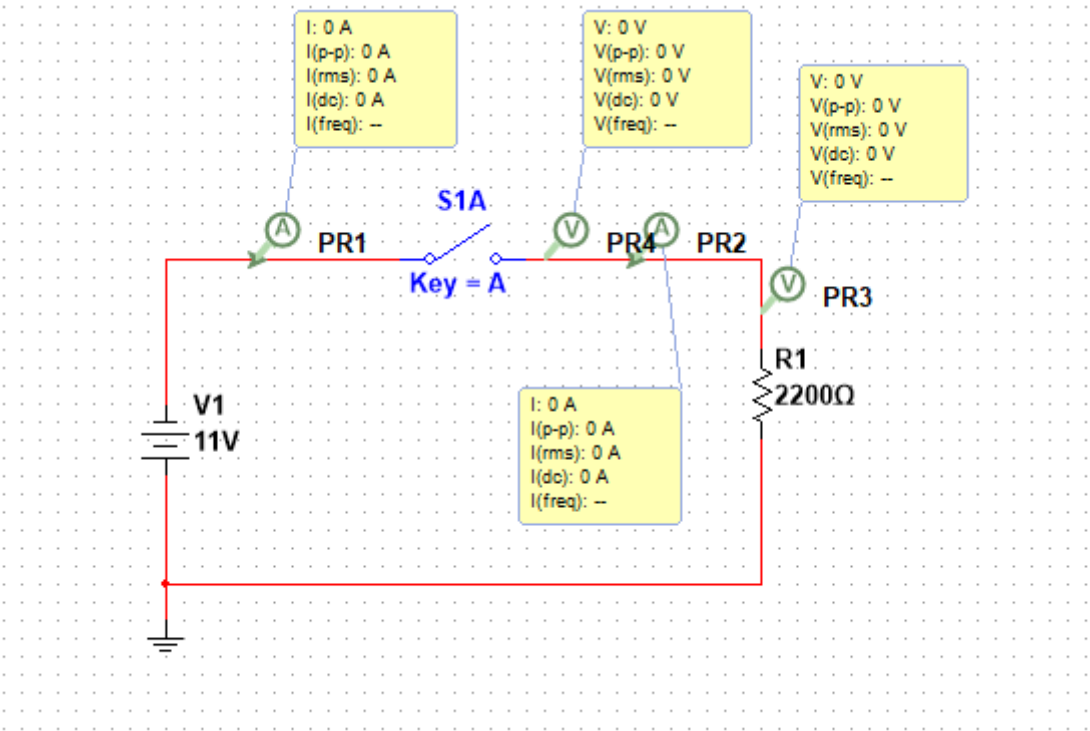 I: 0 A
I(p-p): 0 A
I(rms): 0 A
I(dc): 0 A
I(freq): --
V: 0 V
V(p-p): 0 V
V(rms): 0 V
V(dc): 0 V
V(freq): --
V: 0 V
V(p-p): 0 V
V(rms): 0 V
V(dc): 0 V
V(freq): --
S1A
A
PR1
V
PR4
A
PR2
Key = A
V
PR3
R1
2200Ω
V1
11V
I: 0 A
I(p-p): 0 A
I(rms): 0 A
I(dc): 0 A
I(freq): --